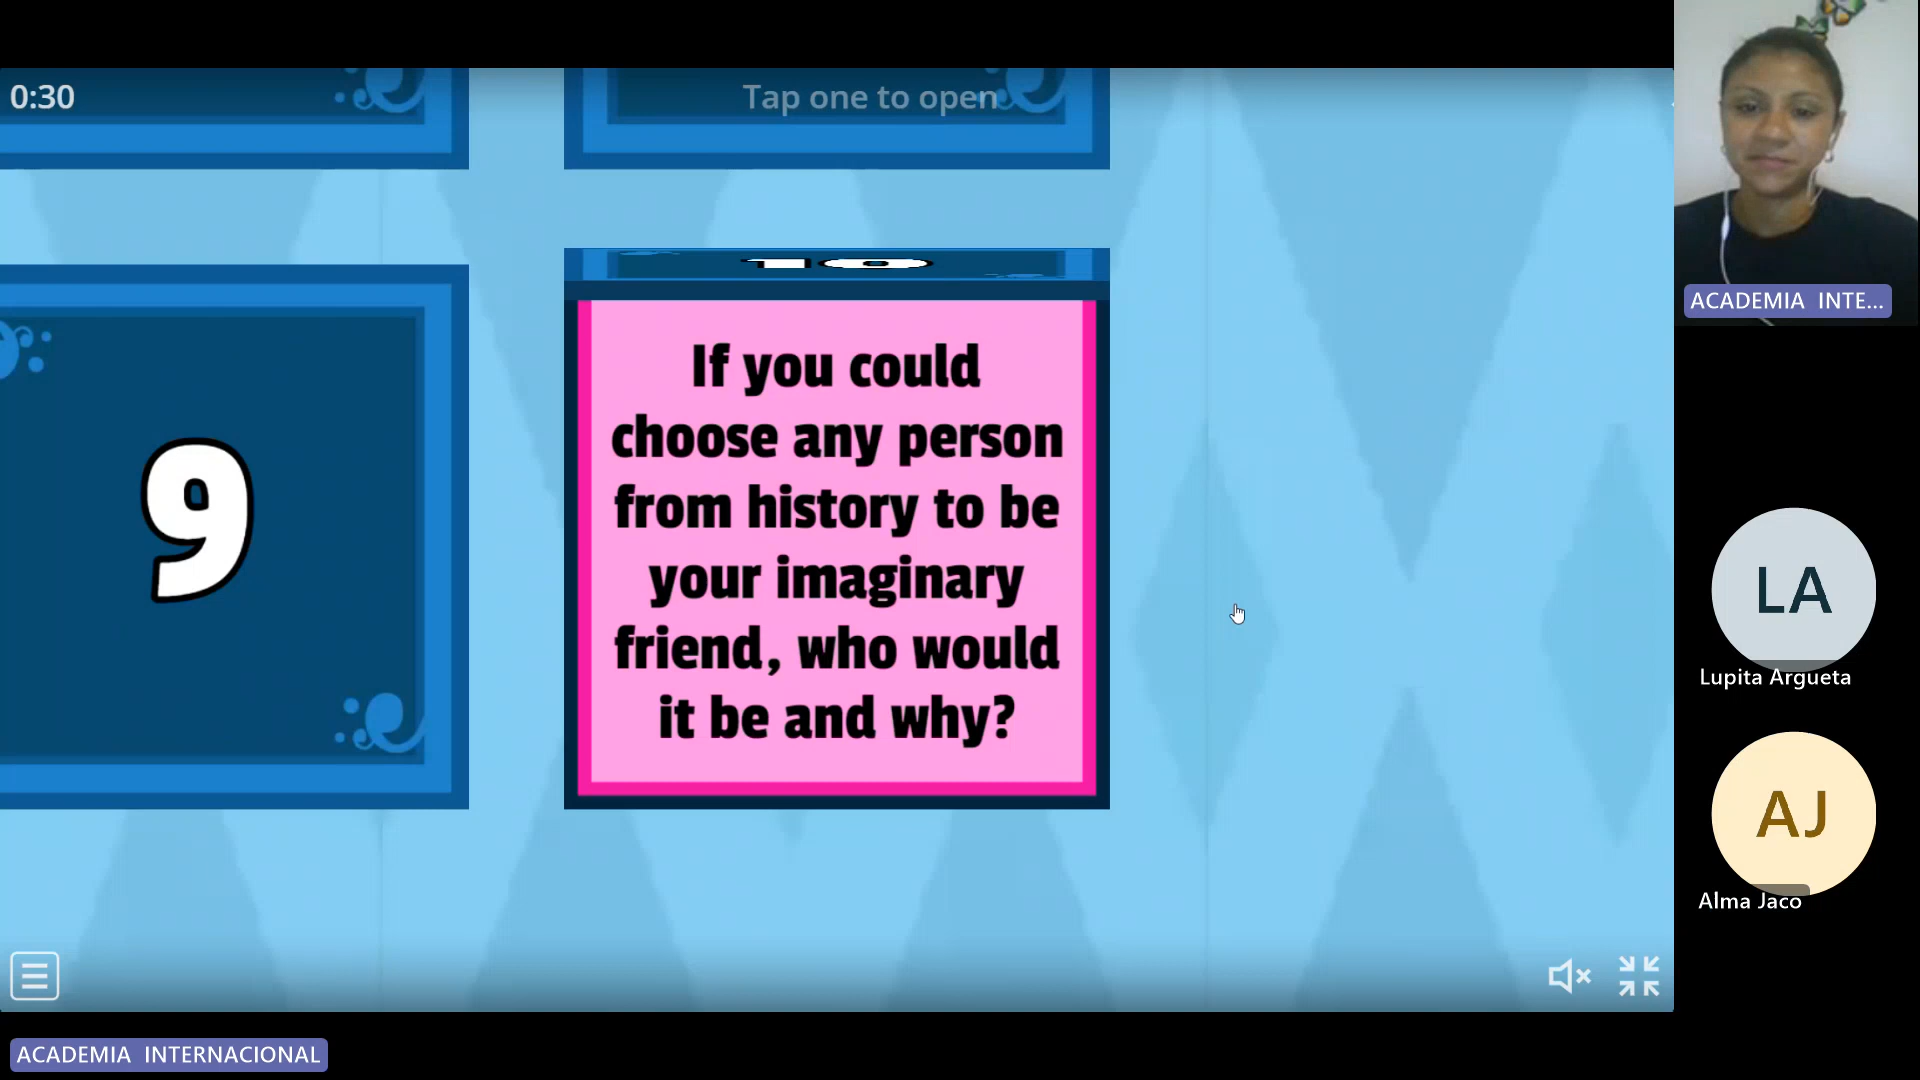 0:30
Tap one to open
10
9
If you could
choose any person
from history to be
your imaginary
friend, who would
it be and why?
ACADEMIA INTE...
LA
Lupita Argueta
AJ
Alma Jaco
ACADEMIA INTERNACIONAL